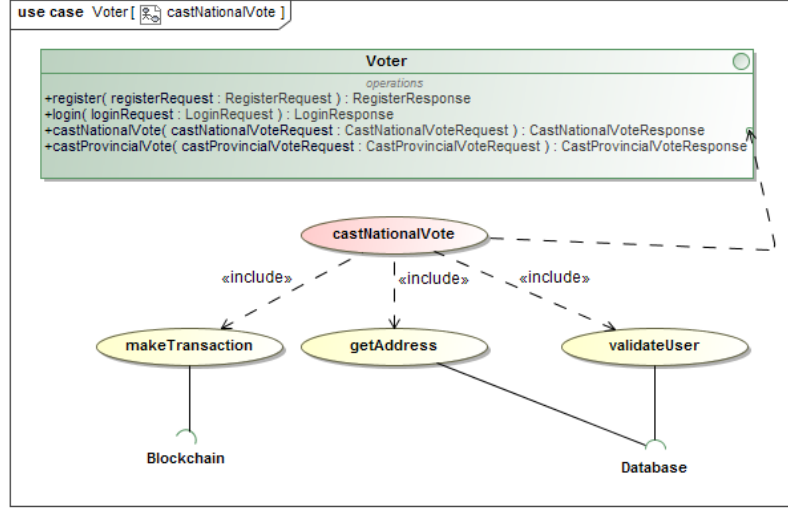 use case Voter[ castNationalVote ]
Voter
operations
+register( registerRequest : RegisterRequest ) : RegisterResponse
+login( loginRequest : LoginRequest ) : LoginResponse
+castNationalVote( castNationalVoteRequest : CastNationalVoteRequest ) : CastNationalVoteResponse
+castProvincialVote( castProvincialVoteRequest : CastProvincialVoteRequest ) : CastProvincialVoteResponse
castNationalVote
«include» «include» «include»
makeTransaction getAddress validateUser
Blockchain
Database